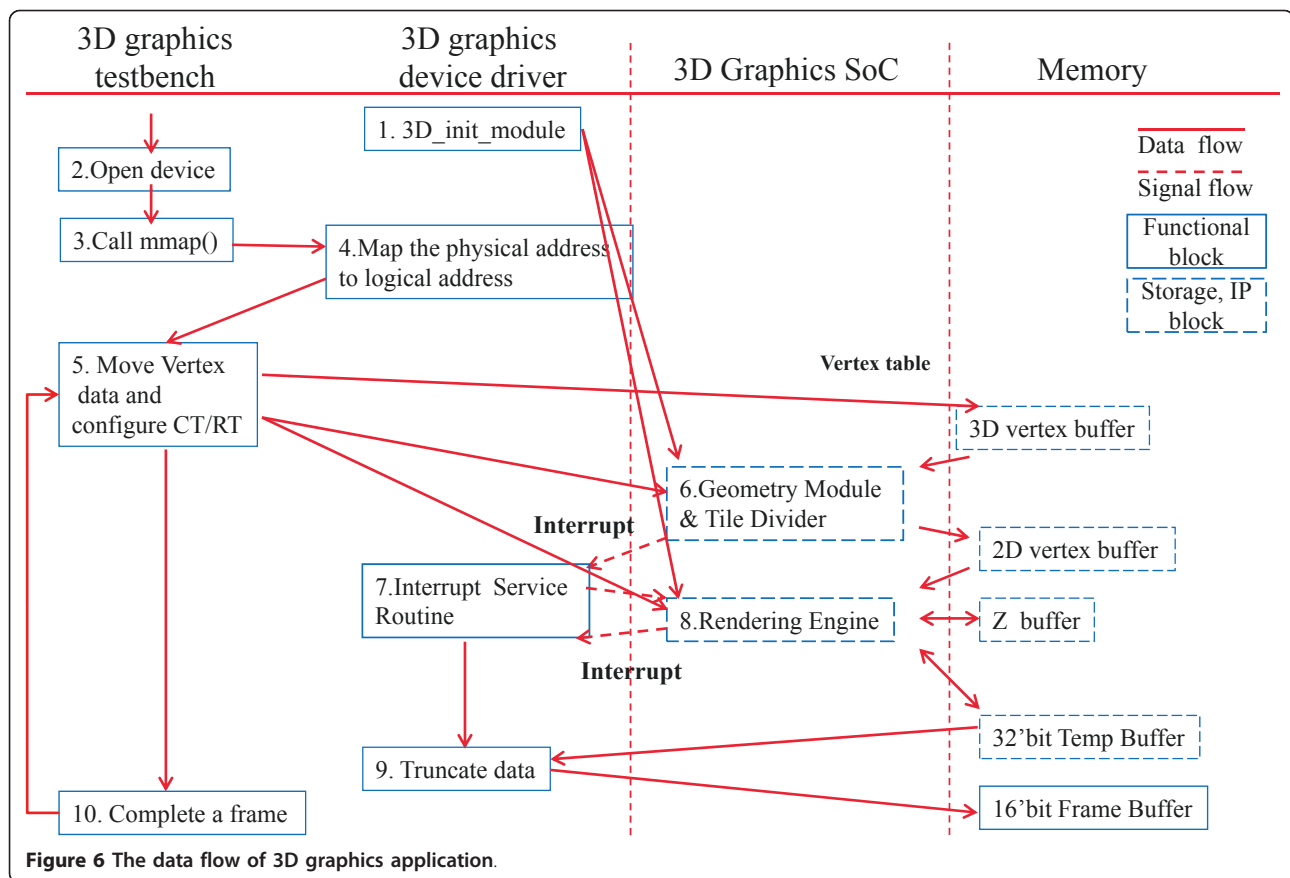 3D graphics
testbench
3D graphics
device driver
3D Graphics SoC
Memory
1. 3D_init_module
Data flow
Signal flow
Functional
block
Storage, IP
block
2.Open device
3.Call mmap()
4.Map the physical address
to logical address
5. Move Vertex
data and
configure CT/RT
Vertex table
3D vertex buffer
6.Geometry Module
& Tile Divider
Interrupt
2D vertex buffer
7.Interrupt Service
Routine
8.Rendering Engine
Z buffer
Interrupt
32'bit Temp Buffer
9. Truncate data
10. Complete a frame
16'bit Frame Buffer
Figure 6 The data flow of 3D graphics application.